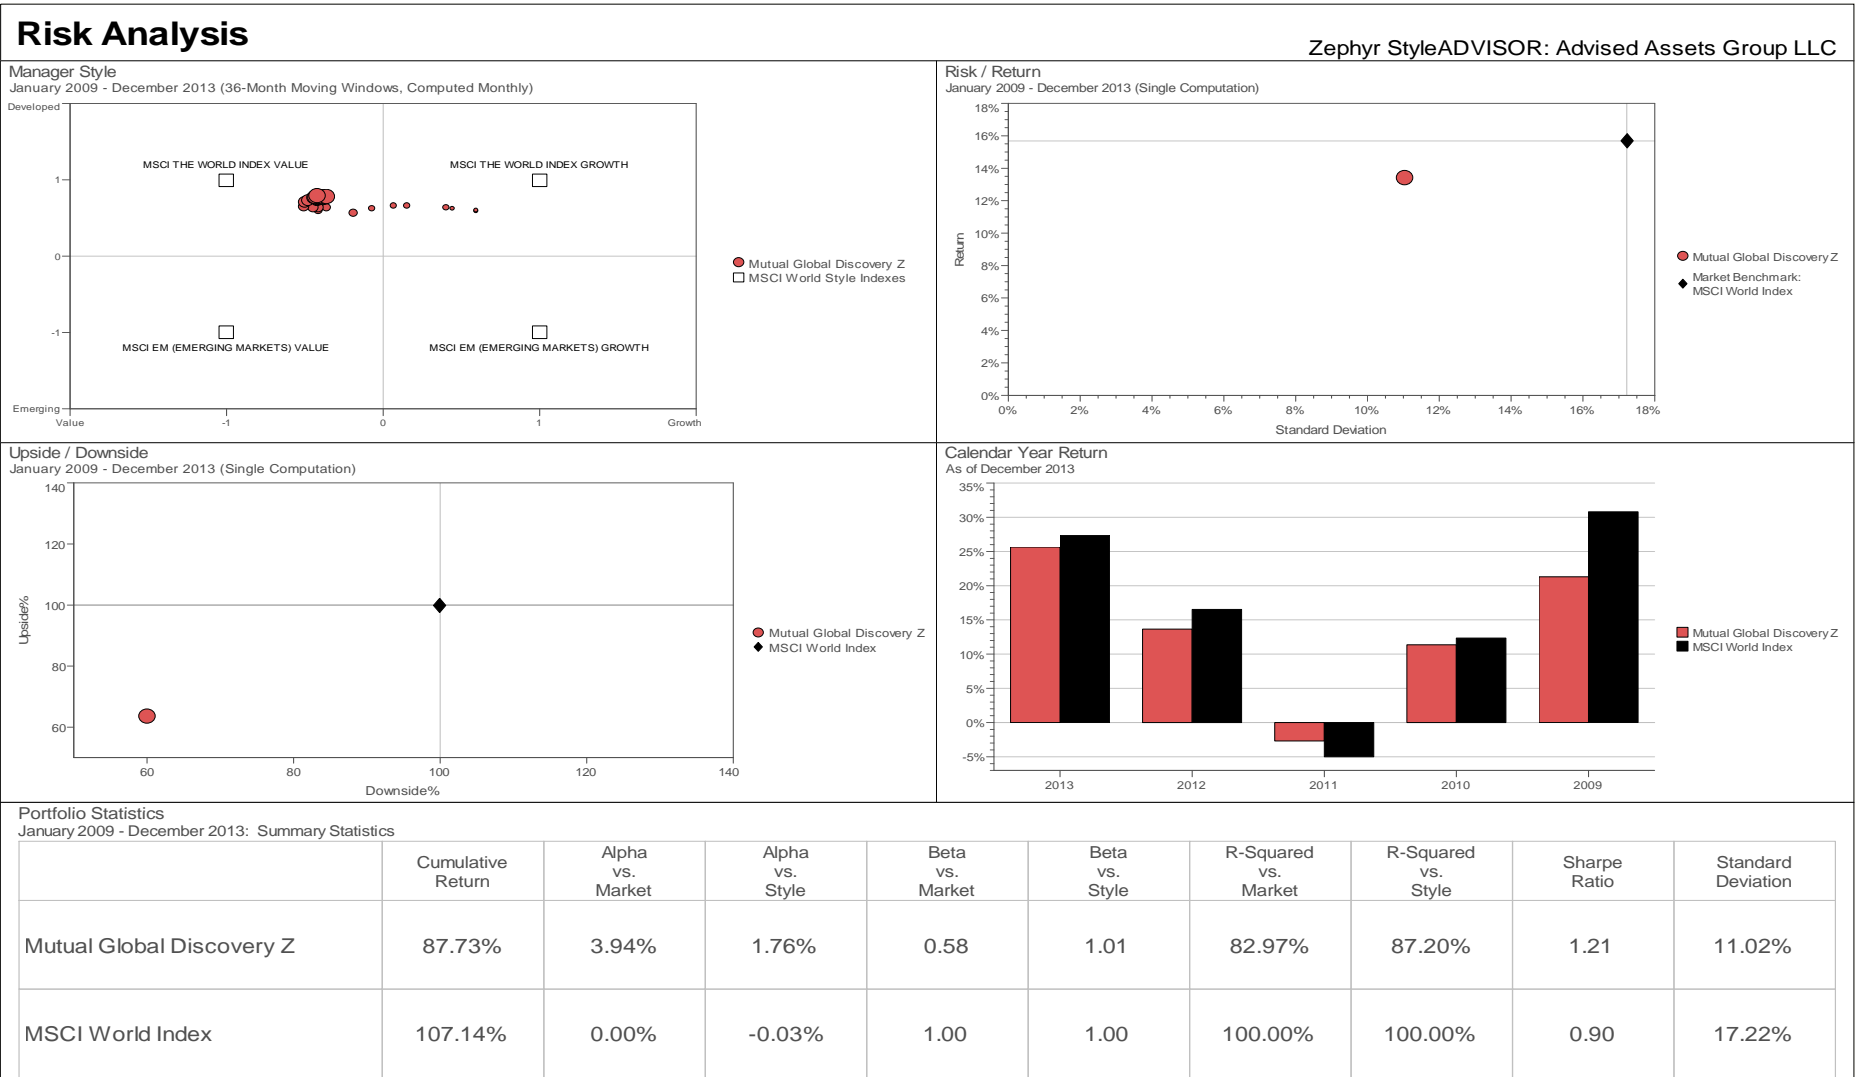 Risk Analysis
Zephyr StyleADVISOR: Advised Assets Group LLC
Manager Style
January 2009 - December 2013 (36-Month Moving Windows, Computed Monthly)
Developed
1
0
-1
Emerging
Value
-1
0
1
Growth
MSCI THE WORLD INDEX VALUE
MSCI THE WORLD INDEX GROWTH
MSCI EM (EMERGING MARKETS) VALUE
MSCI EM (EMERGING MARKETS) GROWTH
Mutual Global Discovery Z
MSCI World Style Indexes
Risk / Return
January 2009 - December 2013 (Single Computation)
Return
18%
16%
14%
12%
10%
8%
6%
4%
2%
0%
0% 2% 4% 6% 8% 10% 12% 14% 16% 18%
Standard Deviation
Mutual Global Discovery Z
Market Benchmark:
MSCI World Index
Upside / Downside
January 2009 - December 2013 (Single Computation)
Upside%
140
120
100
80
60
60 80 100 120 140
Downside%
Mutual Global Discovery Z
MSCI World Index
Calendar Year Return
As of December 2013
35%
30%
25%
20%
15%
10%
5%
0%
-5%
2013 2012 2011 2010 2009
Mutual Global Discovery Z
MSCI World Index
Portfolio Statistics
January 2009 - December 2013: Summary Statistics
Cumulative
Return
Alpha
vs.
Market
Alpha
vs.
Style
Beta
vs.
Market
Beta
vs.
Style
R-Squared
vs.
Market
R-Squared
vs.
Style
Sharpe
Ratio
Standard
Deviation
Mutual Global Discovery Z 87.73% 3.94% 1.76% 0.58 1.01 82.97% 87.20% 1.21 11.02%
MSCI World Index 107.14% 0.00% -0.03% 1.00 1.00 100.00% 100.00% 0.90 17.22%